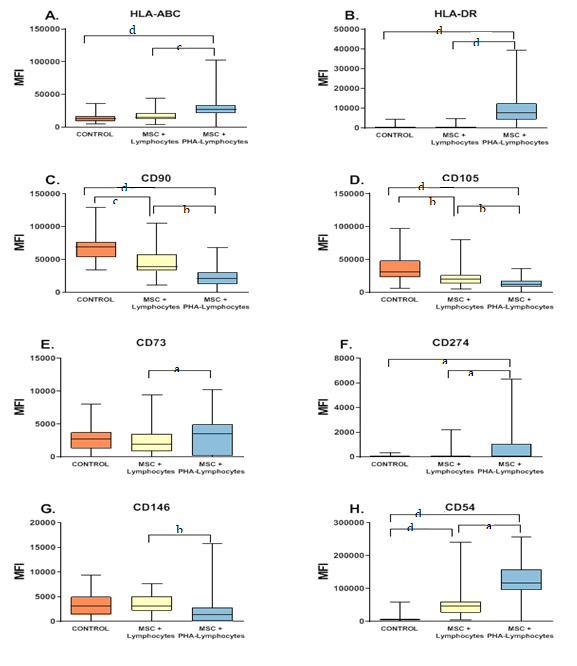 A. HLA-ABC
d
c
MFI
150000
100000
50000
0
CONTROL
MSC + Lymphocytes
MSC + PHA-Lymphocytes
B. HLA-DR
d
d
MFI
50000
40000
30000
20000
10000
0
CONTROL
MSC + Lymphocytes
MSC + PHA-Lymphocytes
C. CD90
d
c
b
MFI
150000
100000
50000
0
CONTROL
MSC + Lymphocytes
MSC + PHA-Lymphocytes
D. CD105
d
b
b
MFI
150000
100000
50000
0
CONTROL
MSC + Lymphocytes
MSC + PHA-Lymphocytes
E. CD73
a
MFI
15000
10000
5000
0
CONTROL
MSC + Lymphocytes
MSC + PHA-Lymphocytes
F. CD274
a
a
MFI
8000
6000
4000
2000
0
CONTROL
MSC + Lymphocytes
MSC + PHA-Lymphocytes
G. CD146
b
MFI
20000
15000
10000
5000
0
CONTROL
MSC + Lymphocytes
MSC + PHA-Lymphocytes
H. CD54
d
d
a
MFI
300000
200000
100000
0
CONTROL
MSC + Lymphocytes
MSC + PHA-Lymphocytes